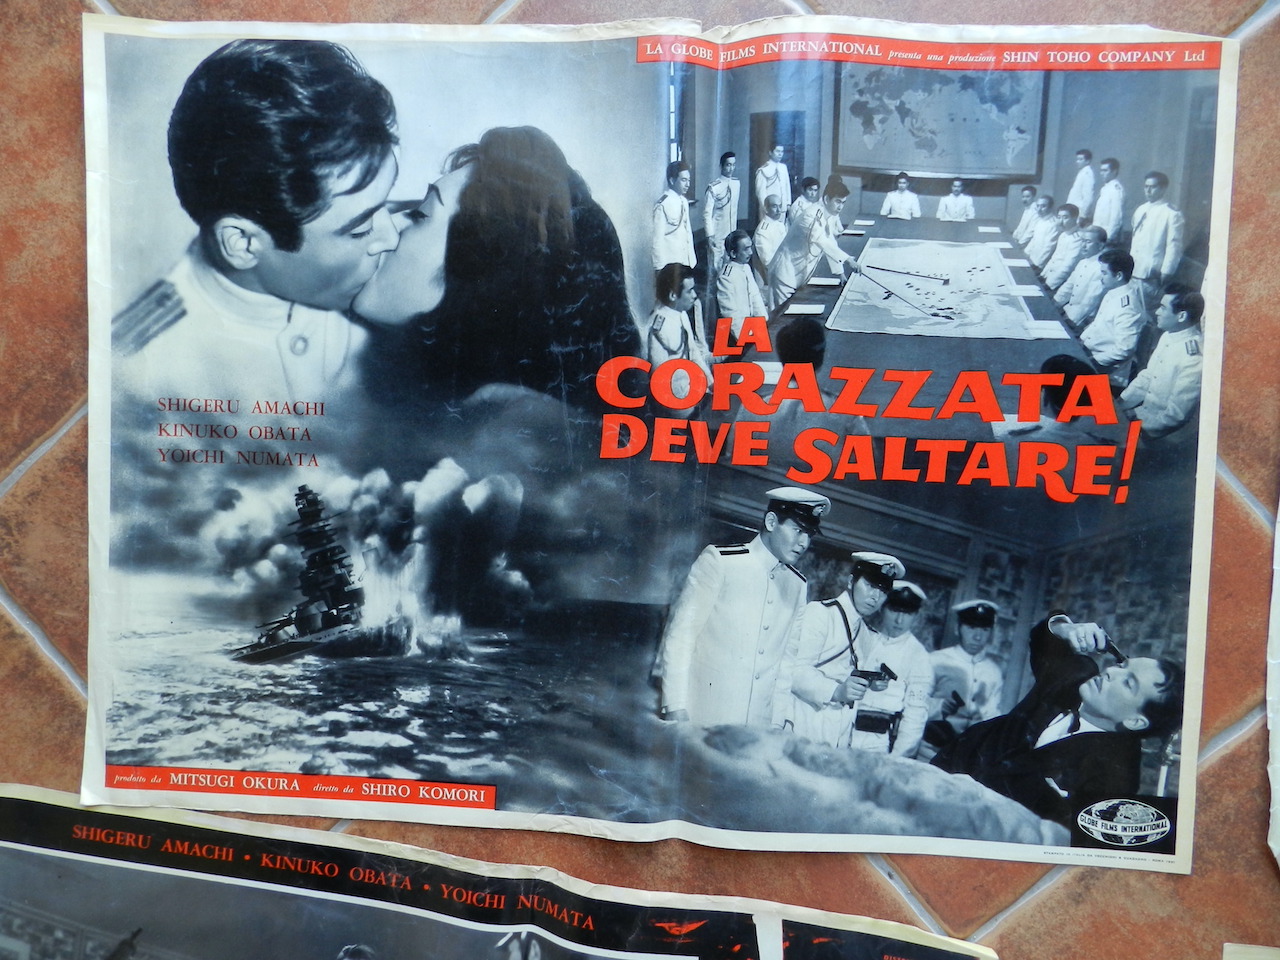 LA GLOBE FILMS INTERNATIONAL presenta una produzione SHIN TOHO COMPANY Ltd
LA
CORAZZATA
DEVE SALTARE!
SHIGERU AMACHI
KINUKO OBATA
YOICHI NUMATA
prodotto da MITSUGI OKURA diretto da SHIRO KOMORI
GLOBE FILMS INTERNATIONAL
SHIGERU AMACHI • KINUKO OBATA • YOICHI NUMATA